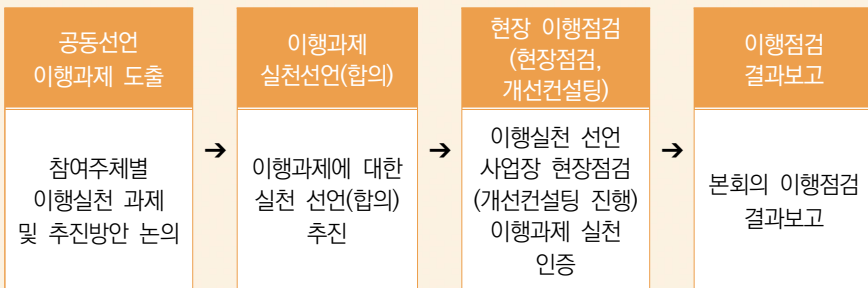 공동선언
이행과제 도출
참여주체별
이행실천 과제
및 추진방안 논의
➔
이행과제
실천선언(합의)
이행과제에 대한
실천 선언(합의)
추진
➔
현장 이행점검
(현장점검,
개선컨설팅)
이행실천 선언
사업장 현장점검
(개선컨설팅 진행)
이행과제 실천
인증
➔
이행점검
결과보고
본회의 이행점검
결과보고